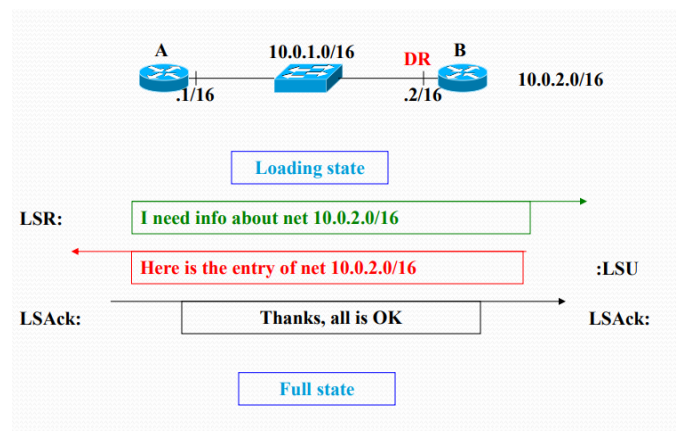 A 10.0.1.0/16 DR B
.1/16 .2/16 10.0.2.0/16
Loading state
LSR: I need info about net 10.0.2.0/16
Here is the entry of net 10.0.2.0/16 :LSU
LSAck: Thanks, all is OK LSAck:
Full state